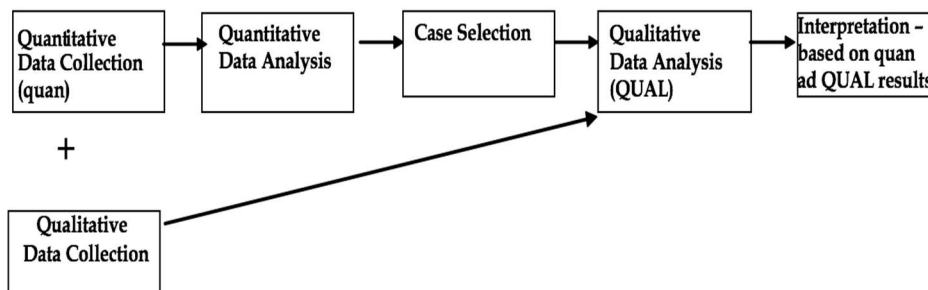 Quantitative
Data Collection
(quan)
Quantitative
Data Analysis
Case Selection
Qualitative
Data Analysis
(QUAL)
Interpretation –
based on quan
ad QUAL results
+
Qualitative
Data Collection